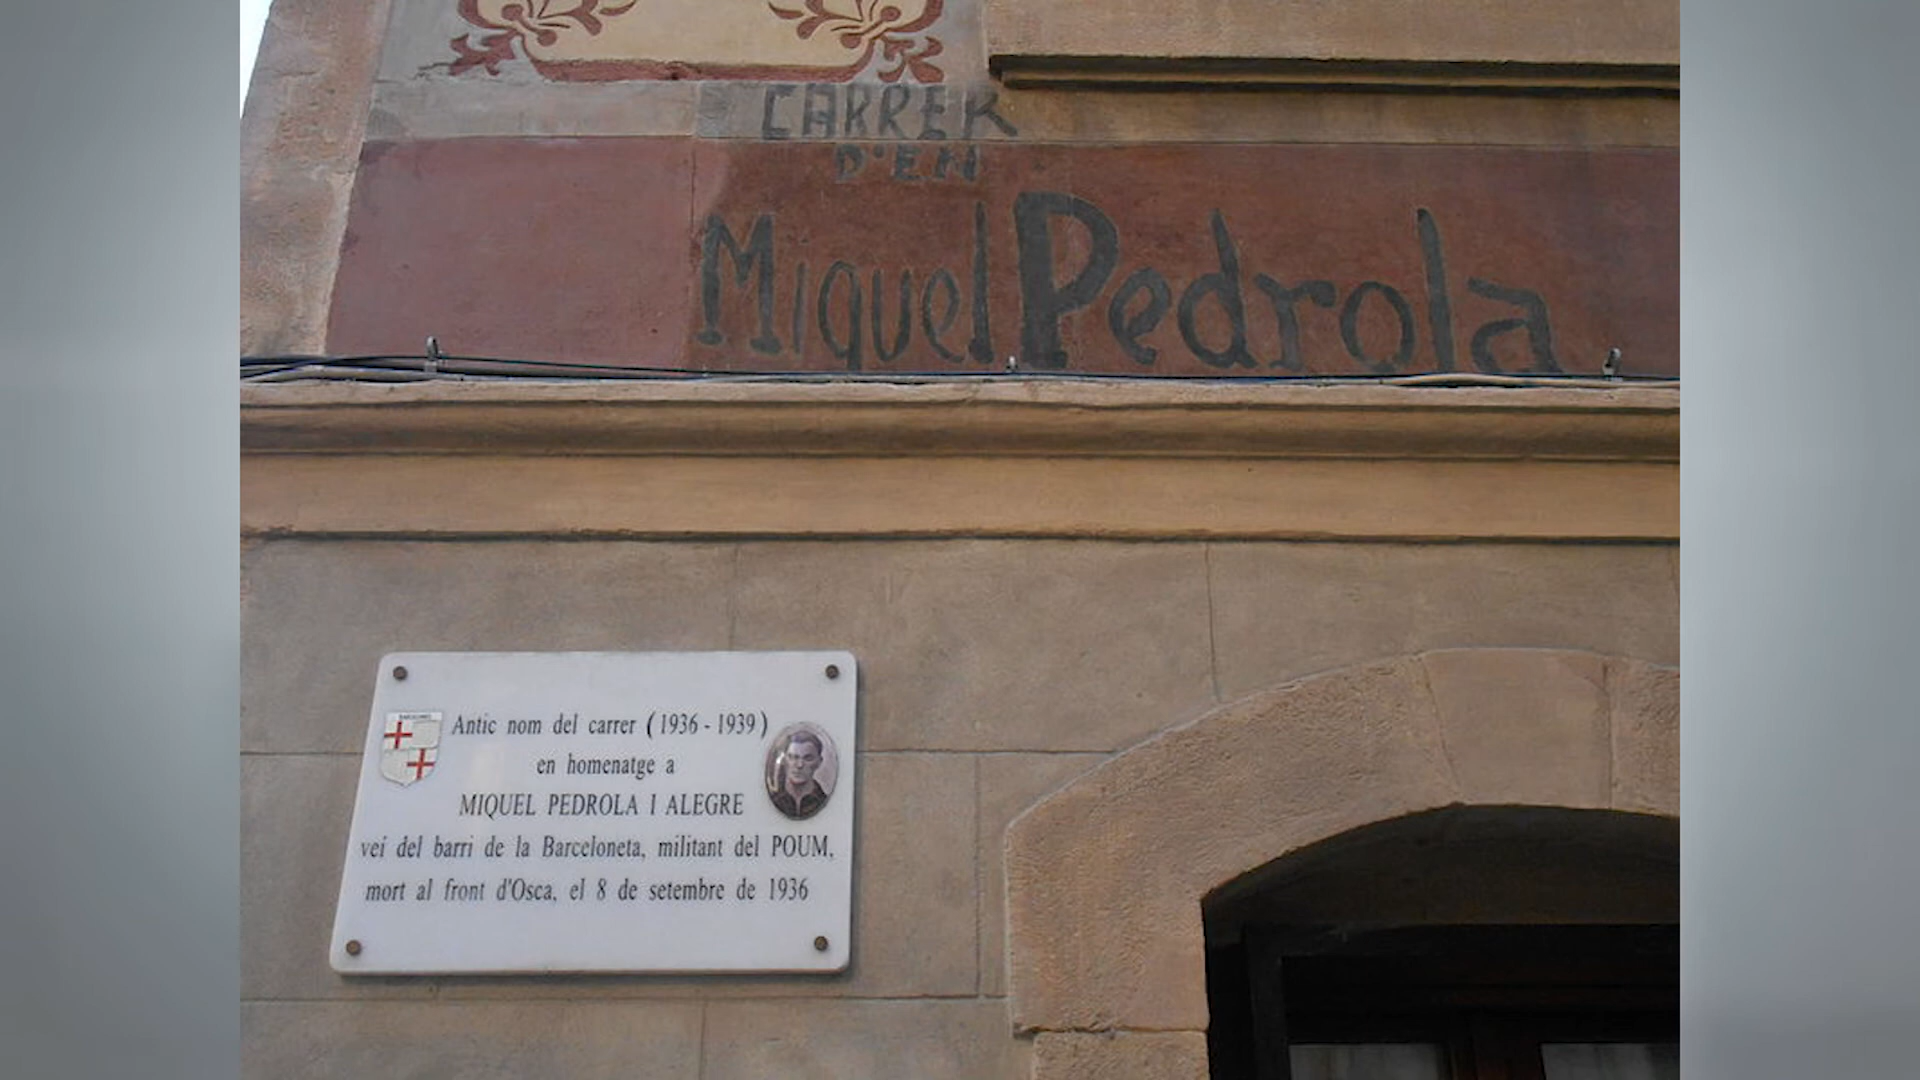 CARRER
D'EN
Miquel Pedrola
Antic nom del carrer (1936 - 1939)
en homenatge a
MIQUEL PEDROLA I ALEGRE
veí del barri de la Barceloneta, militant del POUM,
mort al front d'Osca, el 8 de setembre de 1936